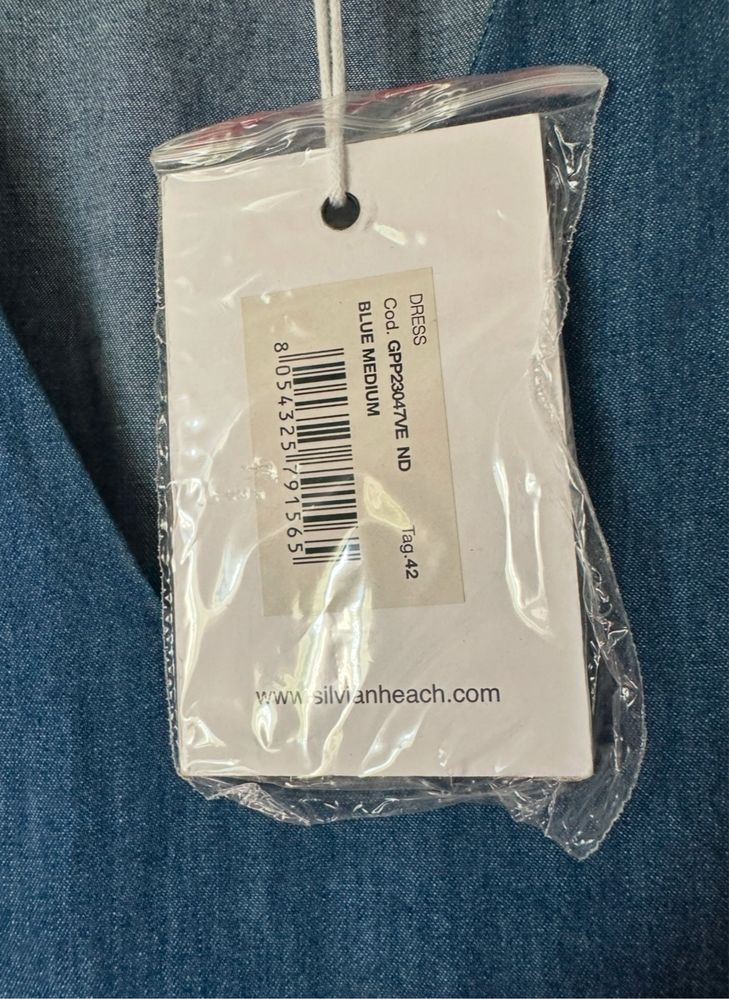 DRESS
Cod. GPP23047VE ND Tag.42
BLUE MEDIUM
8 054325 791565
www.silvianheach.com